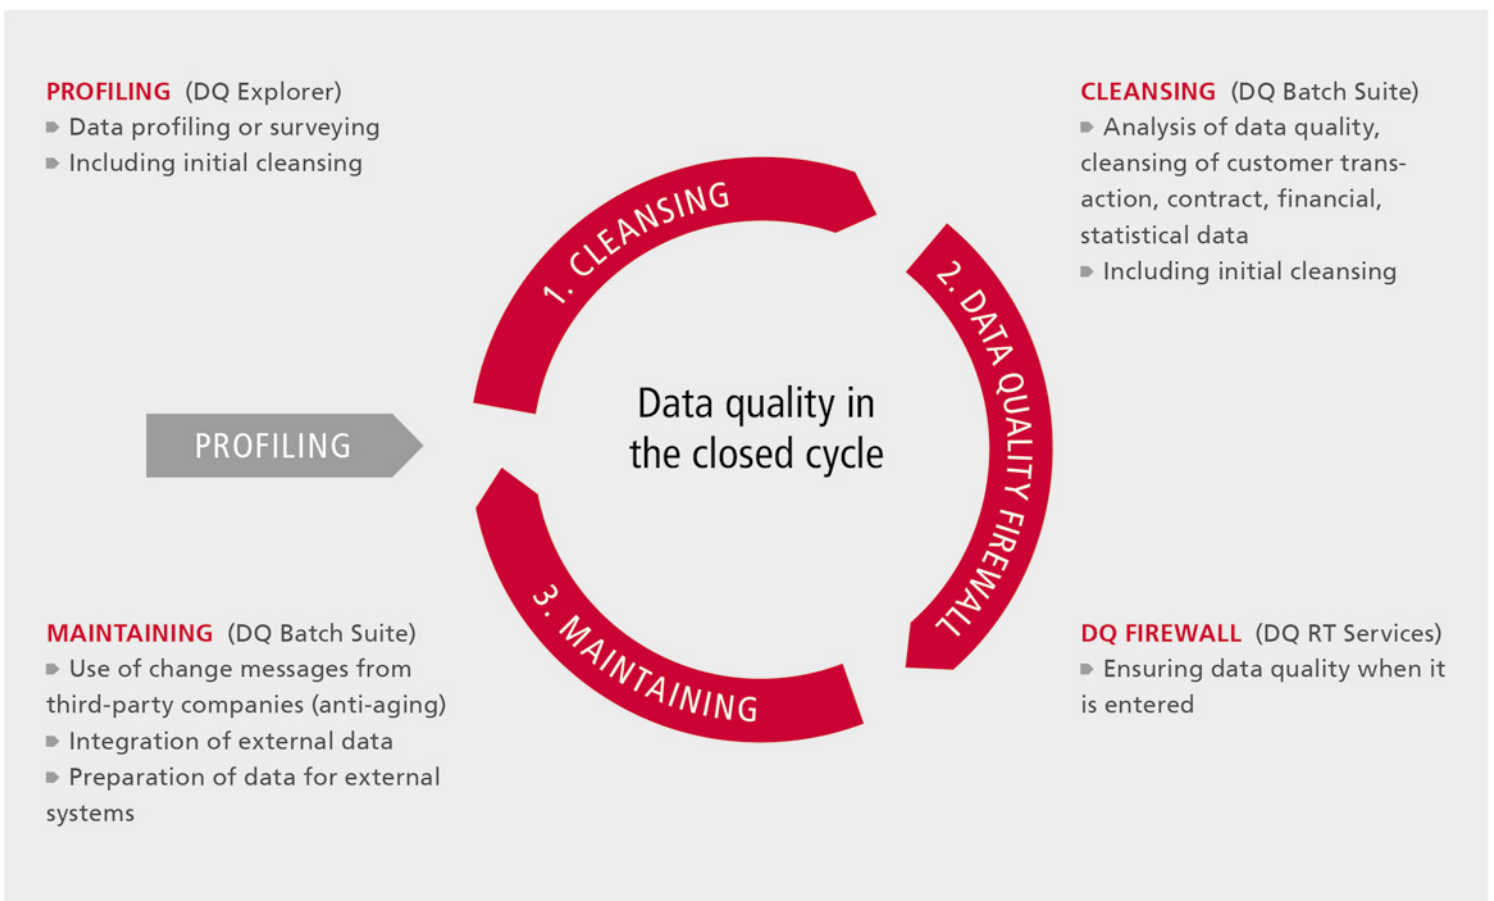 PROFILING (DQ Explorer)
Data profiling or surveying
Including initial cleansing
CLEANSING (DQ Batch Suite)
Analysis of data quality,
cleansing of customer trans-
action, contract, financial,
statistical data
Including initial cleansing
1. CLEANSING
2. DATA QUALITY FIREWALL
Data quality in
the closed cycle
PROFILING
3. MAINTAINING
MAINTAINING (DQ Batch Suite)
Use of change messages from
third-party companies (anti-aging)
Integration of external data
Preparation of data for external
systems
DQ FIREWALL (DQ RT Services)
Ensuring data quality when it
is entered